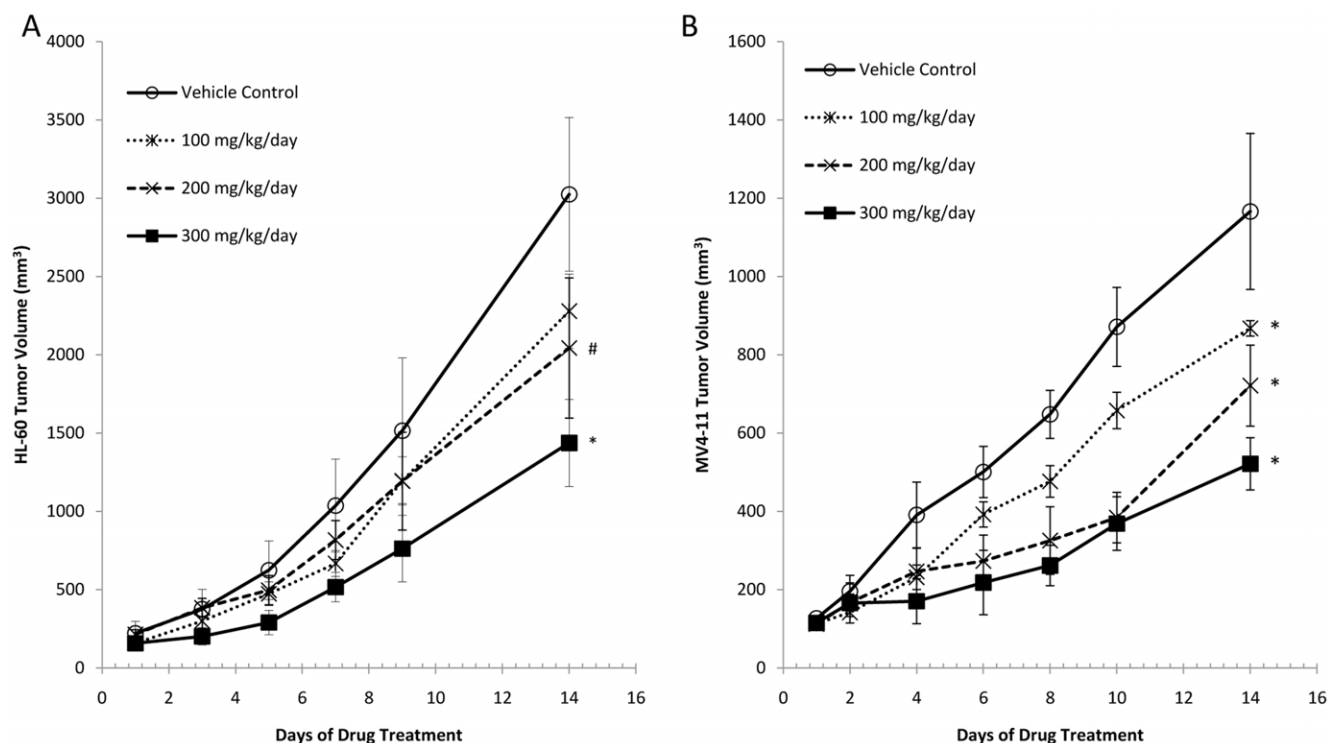 A
4000
3500
3000
2500
2000
1500
1000
500
0
HL-60 Tumor Volume (mm³)
Vehicle Control
100 mg/kg/day
200 mg/kg/day
300 mg/kg/day
#
*
0 2 4 6 8 10 12 14 16
Days of Drug Treatment
B
1600
1400
1200
1000
800
600
400
200
0
MV4-11 Tumor Volume (mm³)
Vehicle Control
100 mg/kg/day
200 mg/kg/day
300 mg/kg/day
*
*
*
0 2 4 6 8 10 12 14 16
Days of Drug Treatment